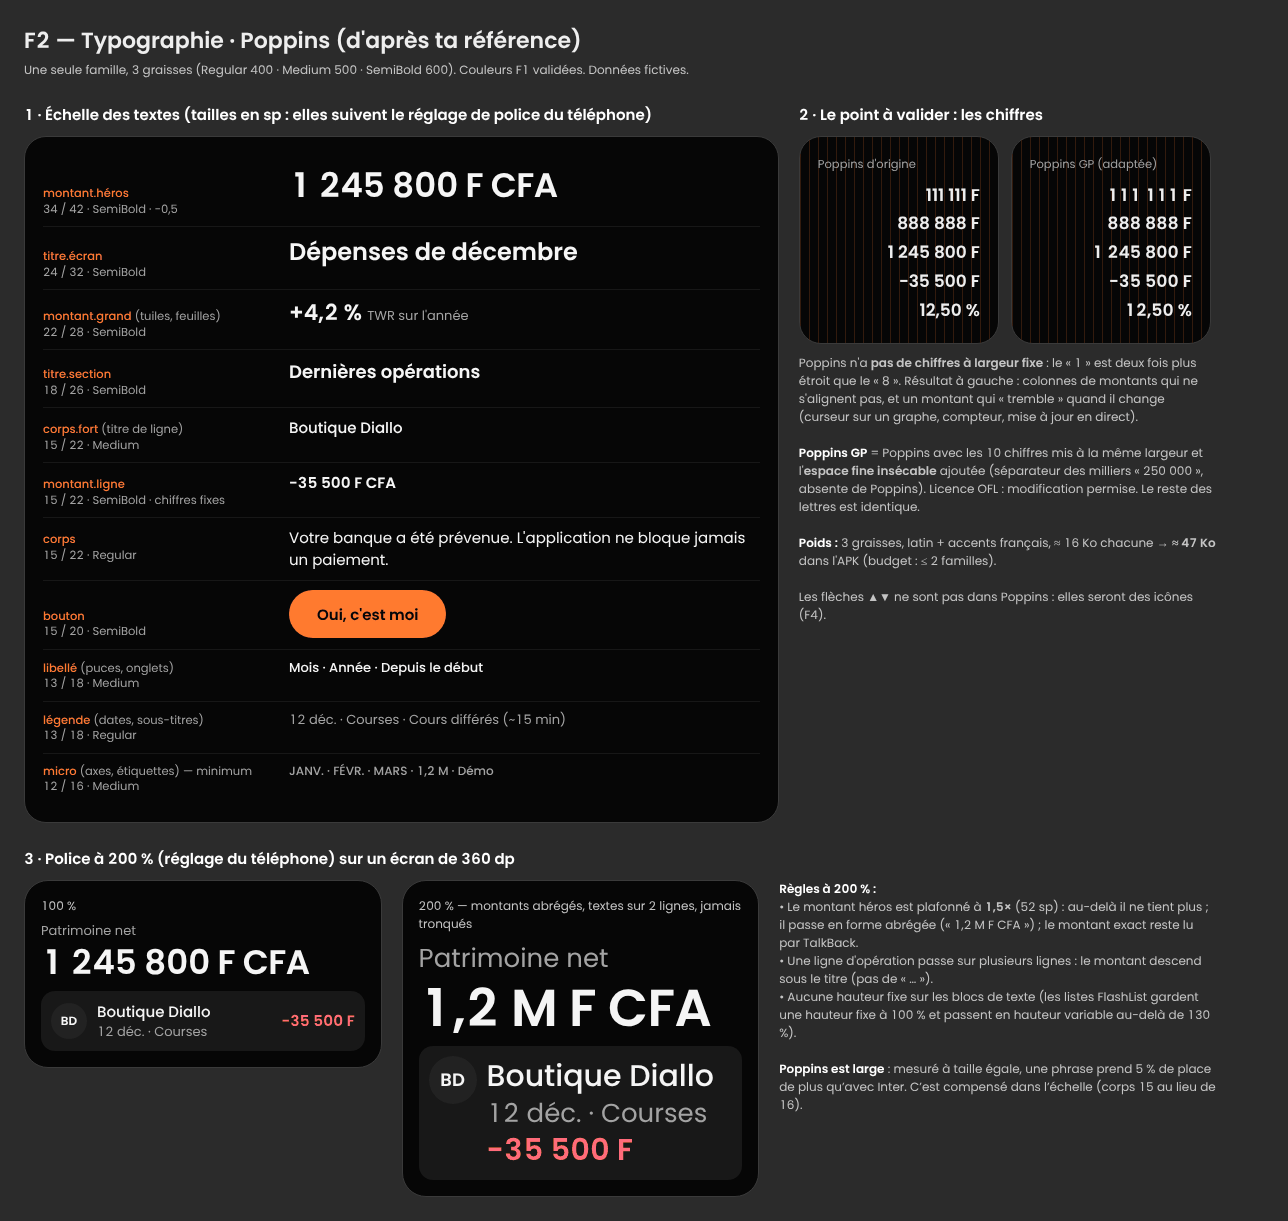 F2 — Typographie · Poppins (d'après ta référence)
Une seule famille, 3 graisses (Regular 400 · Medium 500 · SemiBold 600). Couleurs F1 validées. Données fictives.
1 · Échelle des textes (tailles en sp : elles suivent le réglage de police du téléphone)
montant.héros
34 / 42 · SemiBold · -0,5
1 245 800 F CFA
titre.écran
24 / 32 · SemiBold
Dépenses de décembre
montant.grand (tuiles, feuilles)
22 / 28 · SemiBold
+4,2 % TWR sur l'année
titre.section
18 / 26 · SemiBold
Dernières opérations
corps.fort (titre de ligne)
15 / 22 · Medium
Boutique Diallo
montant.ligne
15 / 22 · SemiBold · chiffres fixes
-35 500 F CFA
corps
15 / 22 · Regular
Votre banque a été prévenue. L'application ne bloque jamais
un paiement.
bouton
15 / 20 · SemiBold
Oui, c'est moi
libellé (puces, onglets)
13 / 18 · Medium
Mois · Année · Depuis le début
légende (dates, sous-titres)
13 / 18 · Regular
12 déc. · Courses · Cours différés (~15 min)
micro (axes, étiquettes) — minimum
12 / 16 · Medium
JANV. · FÉVR. · MARS · 1,2 M · Démo
2 · Le point à valider : les chiffres
Poppins d'origine
111 111 F
888 888 F
1 245 800 F
-35 500 F
12,50 %
Poppins GP (adaptée)
111 111 F
888 888 F
1 245 800 F
-35 500 F
12,50 %
Poppins n'a pas de chiffres à largeur fixe : le « 1 » est deux fois plus
étroit que le « 8 ». Résultat à gauche : colonnes de montants qui ne
s'alignent pas, et un montant qui « tremble » quand il change
(curseur sur un graphe, compteur, mise à jour en direct).
Poppins GP = Poppins avec les 10 chiffres mis à la même largeur et
l'espace fine insécable ajoutée (séparateur des milliers « 250 000 »,
absente de Poppins). Licence OFL : modification permise. Le reste des
lettres est identique.
Poids : 3 graisses, latin + accents français, ≈ 16 Ko chacune → ≈ 47 Ko
dans l'APK (budget : ≤ 2 familles).
Les flèches ▲▼ ne sont pas dans Poppins : elles seront des icônes
(F4).
3 · Police à 200 % (réglage du téléphone) sur un écran de 360 dp
100 %
Patrimoine net
1 245 800 F CFA
BD
Boutique Diallo
12 déc. · Courses
-35 500 F
200 % — montants abrégés, textes sur 2 lignes, jamais
tronqués
Patrimoine net
1,2 M F CFA
BD
Boutique Diallo
12 déc. · Courses
-35 500 F
Règles à 200 % :
• Le montant héros est plafonné à 1,5× (52 sp) : au-delà il ne tient plus ;
il passe en forme abrégée (« 1,2 M F CFA ») ; le montant exact reste lu
par TalkBack.
• Une ligne d'opération passe sur plusieurs lignes : le montant descend
sous le titre (pas de « … »).
• Aucune hauteur fixe sur les blocs de texte (les listes FlashList gardent
une hauteur fixe à 100 % et passent en hauteur variable au-delà de 130
%).
Poppins est large : mesuré à taille égale, une phrase prend 5 % de place
de plus qu’avec Inter. C’est compensé dans l’échelle (corps 15 au lieu de
16).